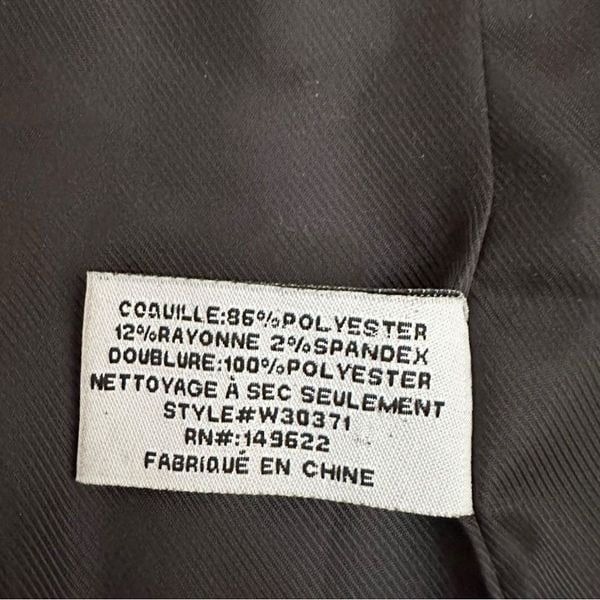 COQUILLE:86%POLYESTER
12%RAYONNE 2%SPANDEX
DOUBLURE:100%POLYESTER
NETTOYAGE À SEC SEULEMENT
STYLE#W30371
RN#:149622
FABRIQUÉ EN CHINE